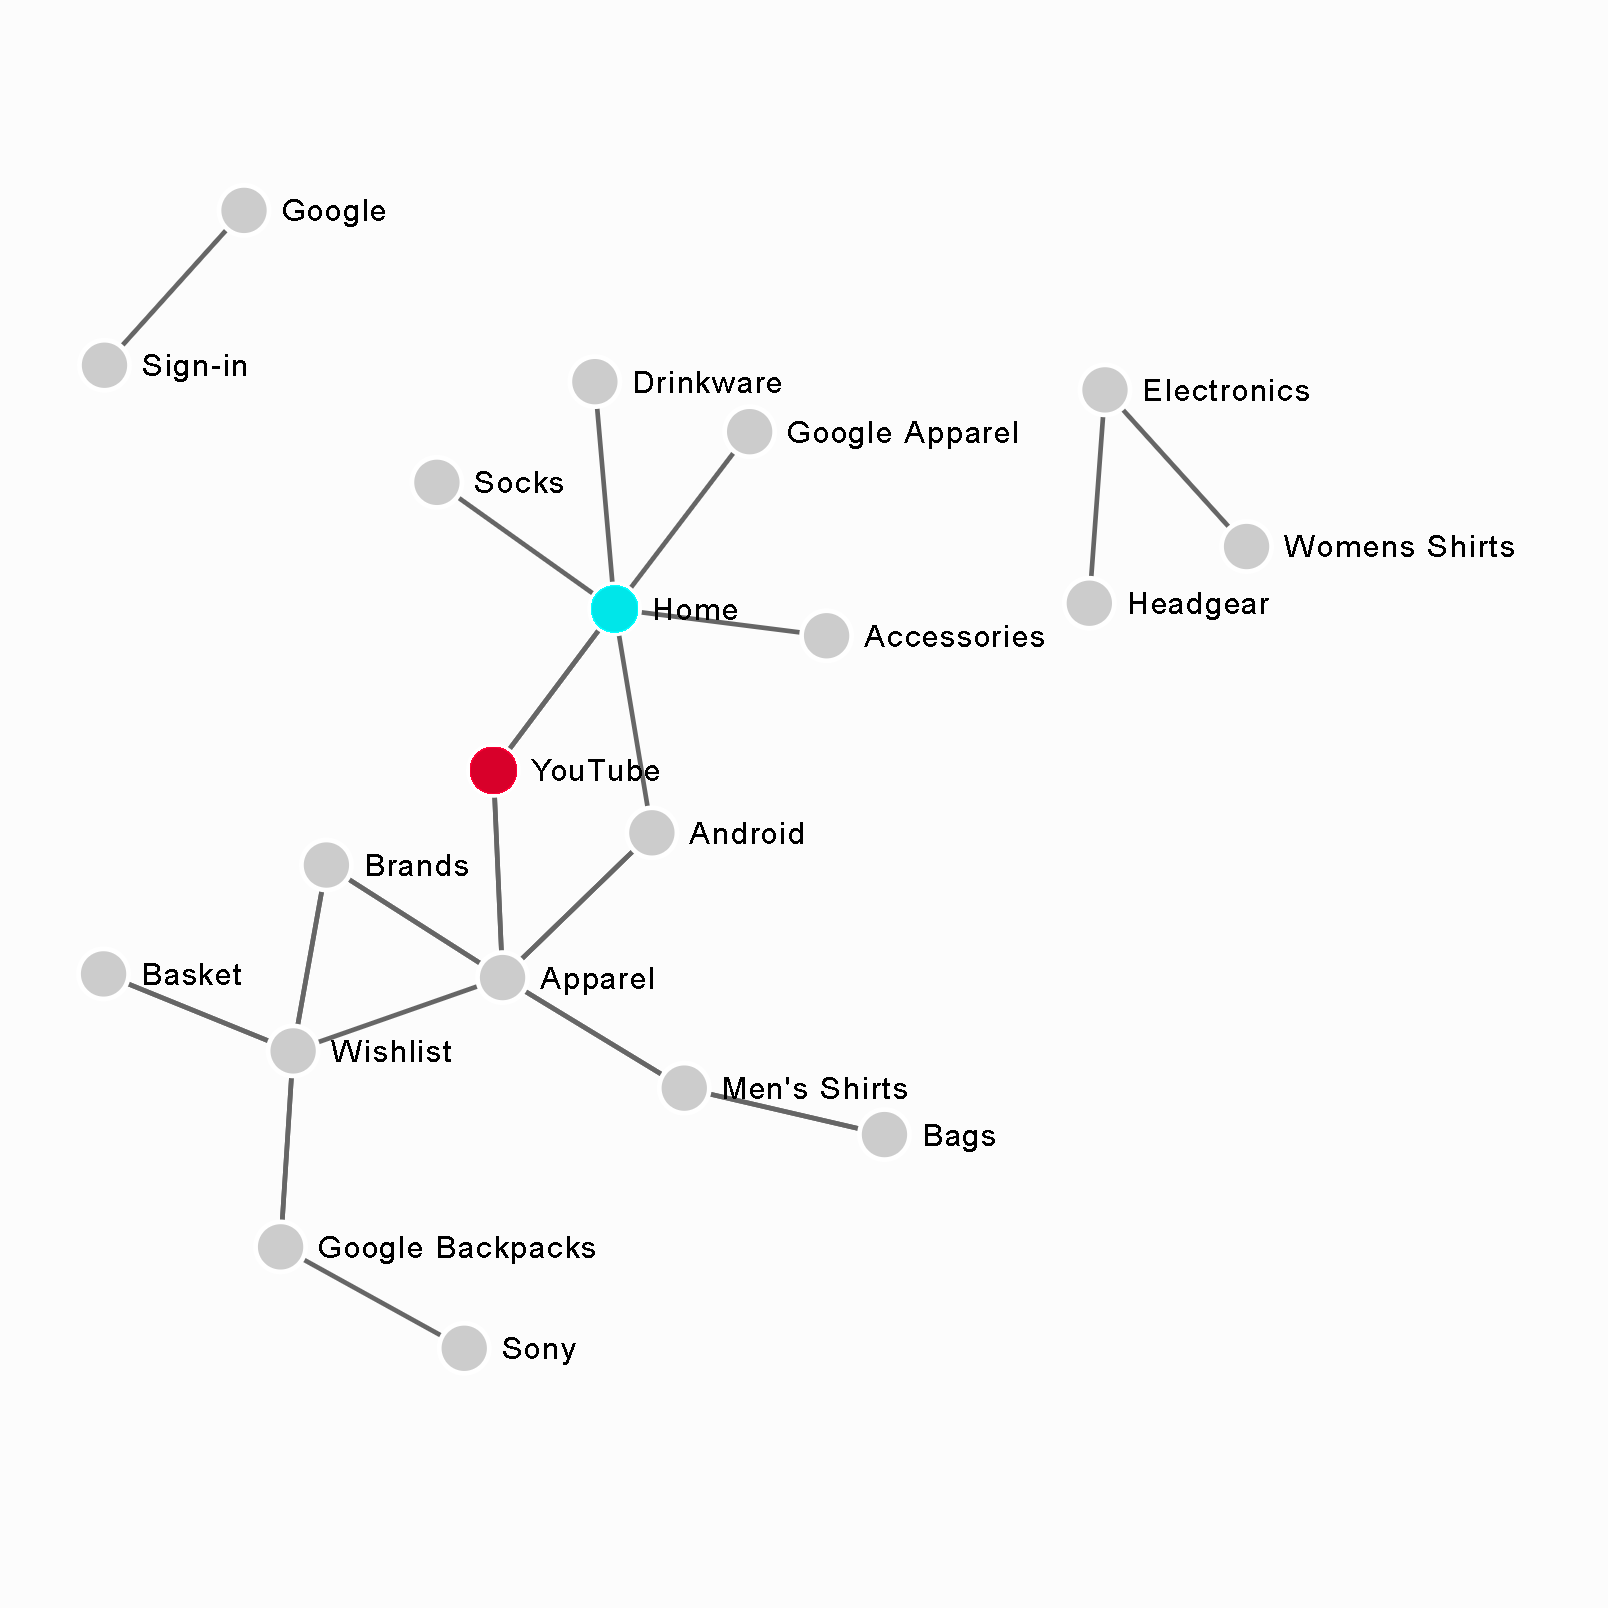 Google
Sign-in
Drinkware
Electronics
Google Apparel
Socks
Womens Shirts
Headgear
Home
Accessories
YouTube
Android
Brands
Basket
Apparel
Wishlist
Men's Shirts
Bags
Google Backpacks
Sony